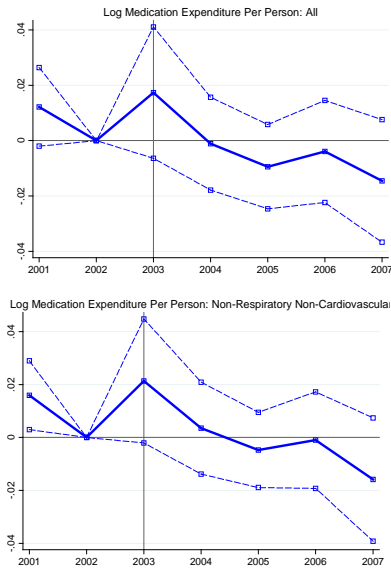 Log Medication Expenditure Per Person: All
.04
.02
0
-.02
-.04
2001 2002 2003 2004 2005 2006 2007
Log Medication Expenditure Per Person: Non-Respiratory Non-Cardiovascular
.04
.02
0
-.02
-.04
2001 2002 2003 2004 2005 2006 2007